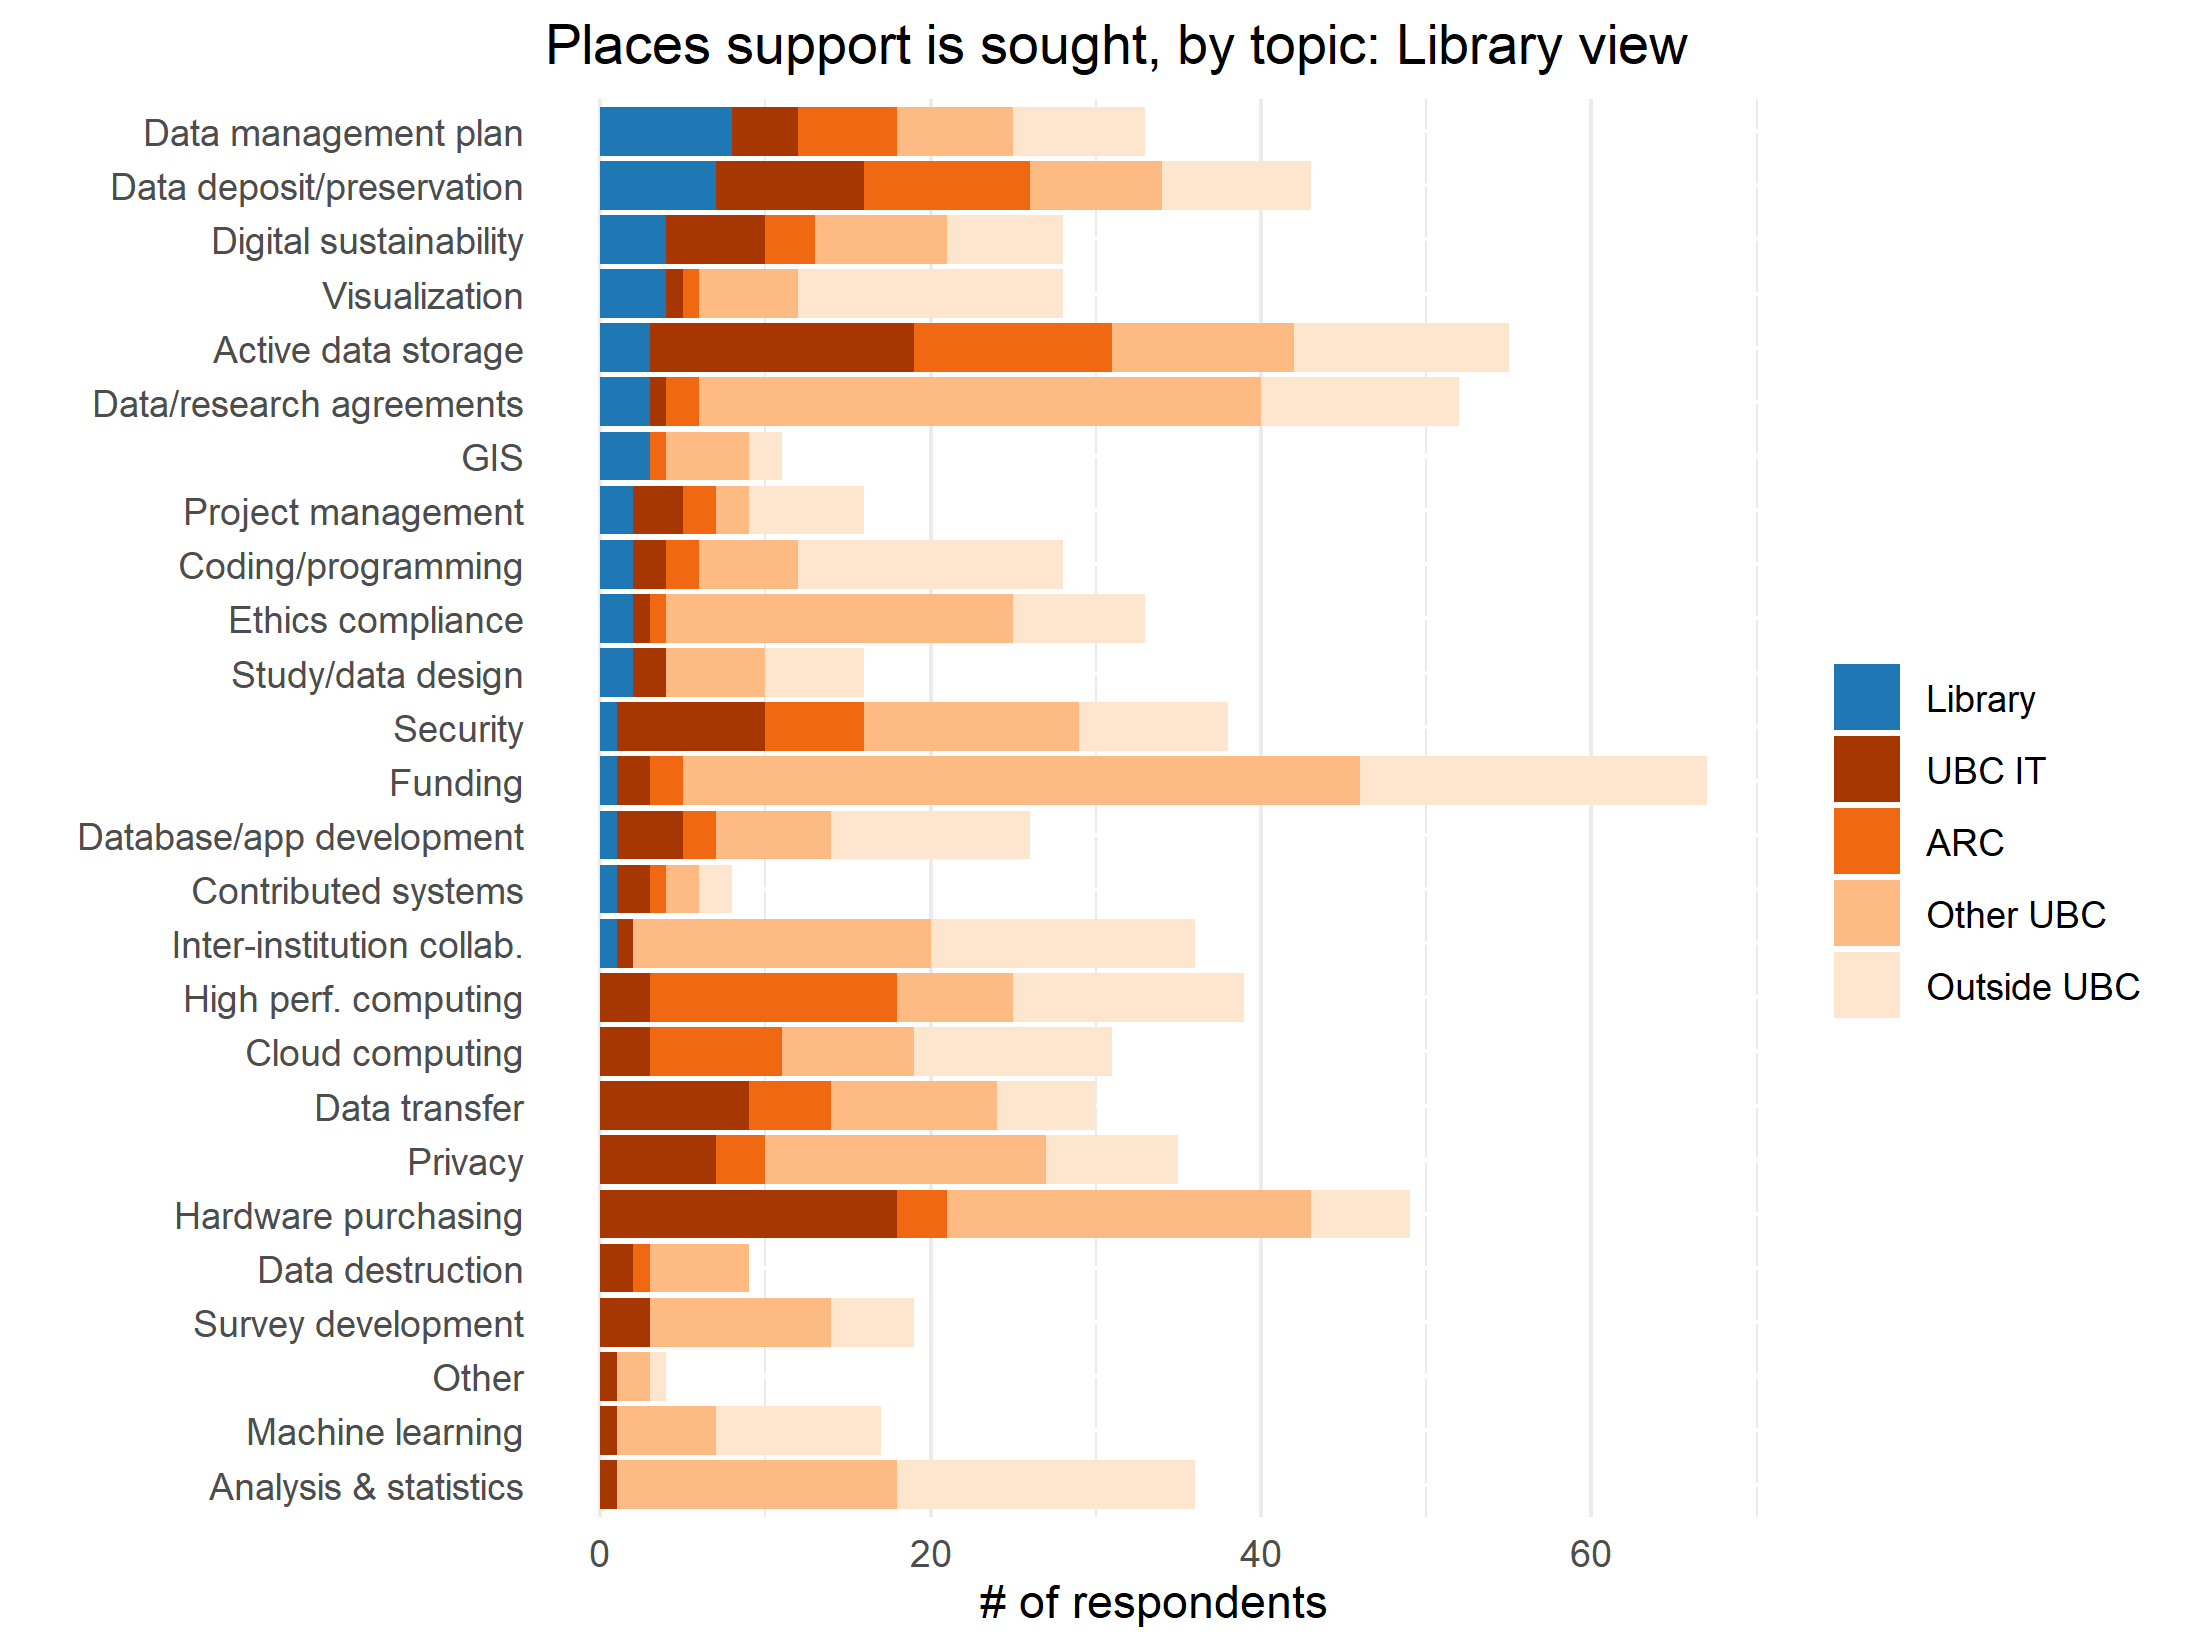 Places support is sought, by topic: Library view
Data management plan
Data deposit/preservation
Digital sustainability
Visualization
Active data storage
Data/research agreements
GIS
Project management
Coding/programming
Ethics compliance
Study/data design
Security
Funding
Database/app development
Contributed systems
Inter-institution collab.
High perf. computing
Cloud computing
Data transfer
Privacy
Hardware purchasing
Data destruction
Survey development
Other
Machine learning
Analysis & statistics
0 20 40 60
# of respondents
Library
UBC IT
ARC
Other UBC
Outside UBC